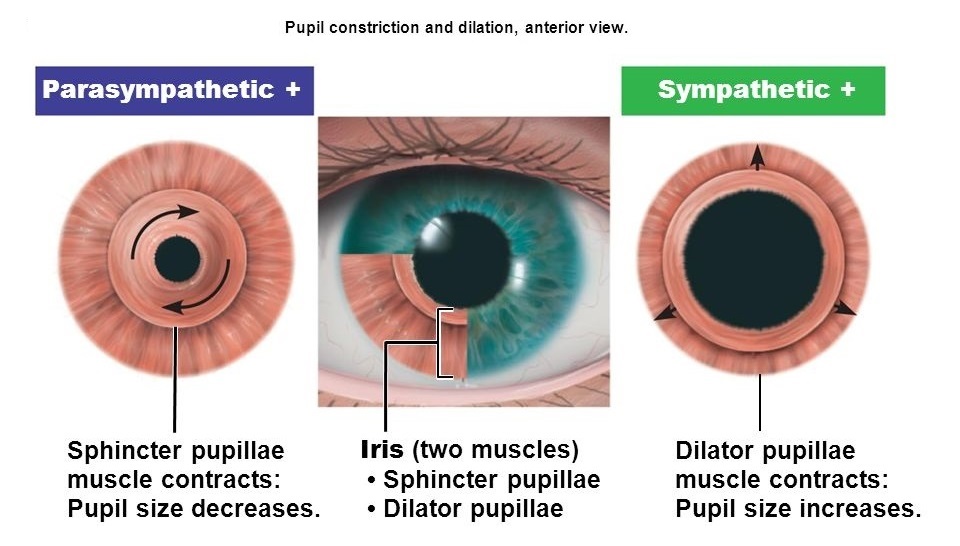 Pupil constriction and dilation, anterior view.
Parasympathetic +
Sympathetic +
Sphincter pupillae
muscle contracts:
Pupil size decreases.
Iris (two muscles)
• Sphincter pupillae
• Dilator pupillae
Dilator pupillae
muscle contracts:
Pupil size increases.